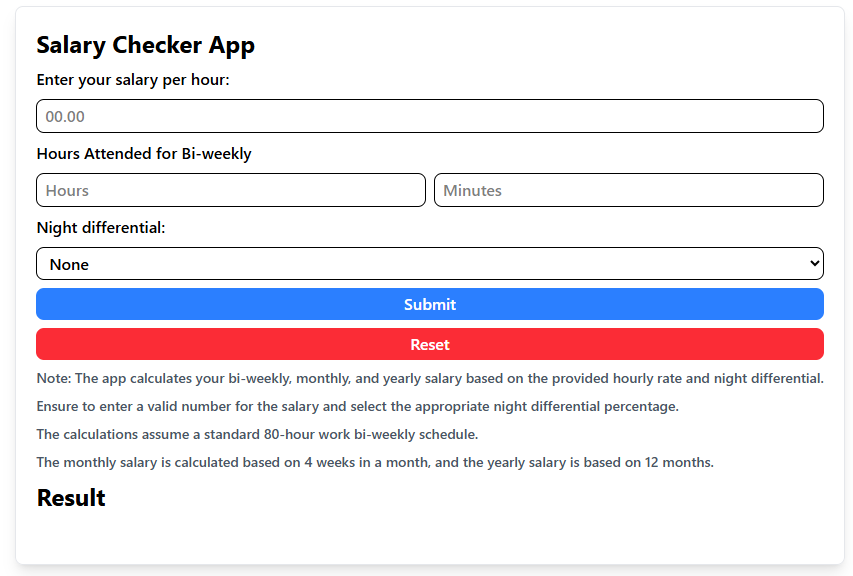 Salary Checker App
Enter your salary per hour:
00.00
Hours Attended for Bi-weekly
Hours Minutes
Night differential:
None
Submit
Reset
Note: The app calculates your bi-weekly, monthly, and yearly salary based on the provided hourly rate and night differential.
Ensure to enter a valid number for the salary and select the appropriate night differential percentage.
The calculations assume a standard 80-hour work bi-weekly schedule.
The monthly salary is calculated based on 4 weeks in a month, and the yearly salary is based on 12 months.
Result